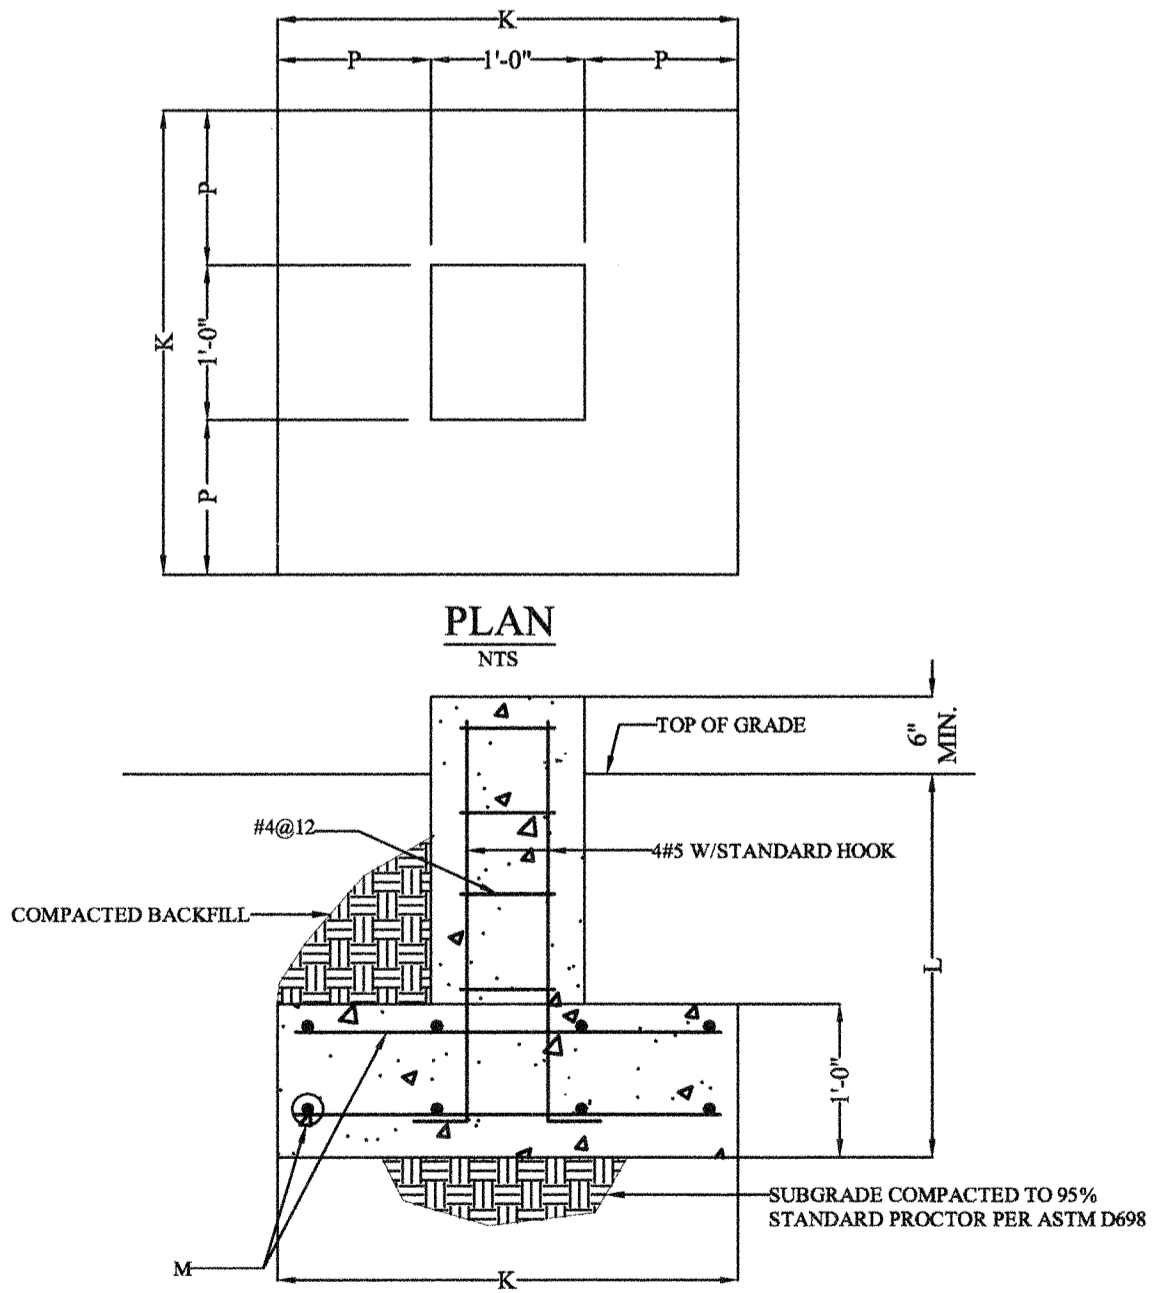 K
P 1'-0" P
P
K 1'-0"
P
PLAN
NTS
TOP OF GRADE
6"
MIN.
#4@12
4#5 W/STANDARD HOOK
COMPACTED BACKFILL
L
1'-0"
SUBGRADE COMPACTED TO 95%
STANDARD PROCTOR PER ASTM D698
M
K